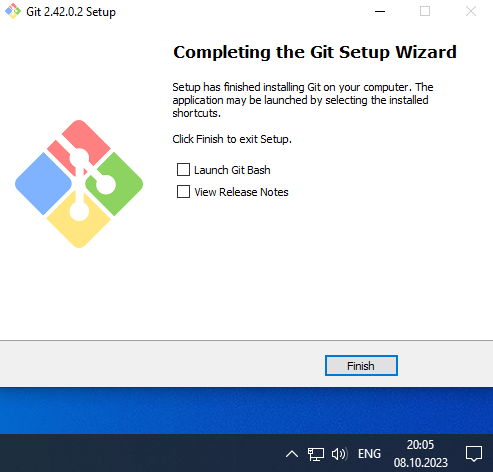 Git 2.42.0.2 Setup
Completing the Git Setup Wizard
Setup has finished installing Git on your computer. The
application may be launched by selecting the installed
shortcuts.
Click Finish to exit Setup.
Launch Git Bash
View Release Notes
Finish
ENG
20:05
08.10.2023